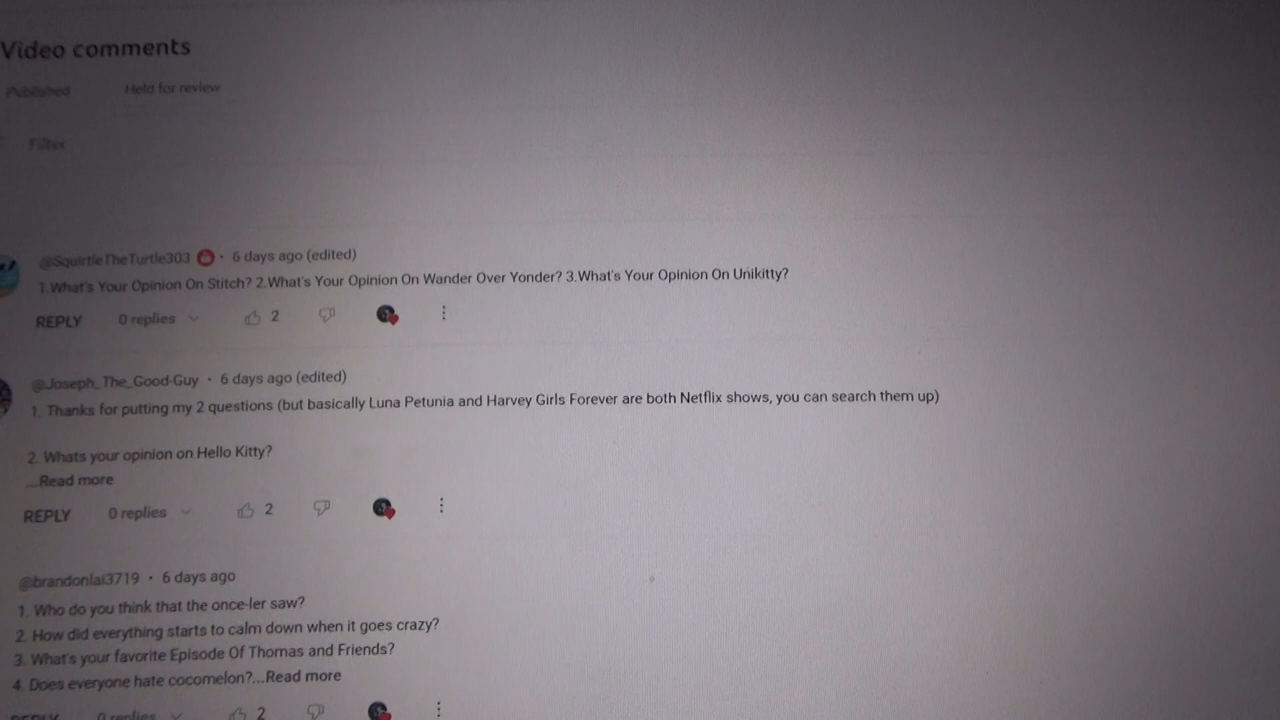 Video comments
Published Held for review
Filter
@SquirtleTheTurtle303 · 6 days ago (edited)
1.What's Your Opinion On Stitch? 2.What's Your Opinion On Wander Over Yonder? 3.What's Your Opinion On Unikitty?
REPLY 0 replies 2
@Joseph_The_Good-Guy · 6 days ago (edited)
1. Thanks for putting my 2 questions (but basically Luna Petunia and Harvey Girls Forever are both Netflix shows, you can search them up)
2. Whats your opinion on Hello Kitty?
...Read more
REPLY 0 replies 2
@brandonlai3719 · 6 days ago
1. Who do you think that the once-ler saw?
2. How did everything starts to calm down when it goes crazy?
3. What's your favorite Episode Of Thomas and Friends?
4. Does everyone hate cocomelon?...Read more
REPLY 0 replies 2